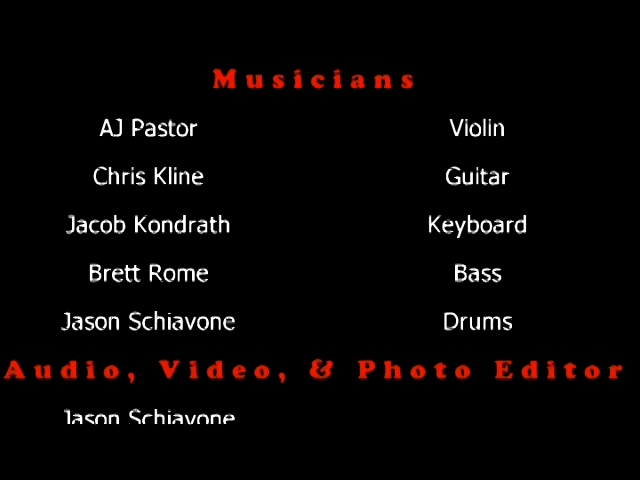 Musicians
AJ Pastor Violin
Chris Kline Guitar
Jacob Kondrath Keyboard
Brett Rome Bass
Jason Schiavone Drums
Audio, Video, & Photo Editor
Jason Schiavone